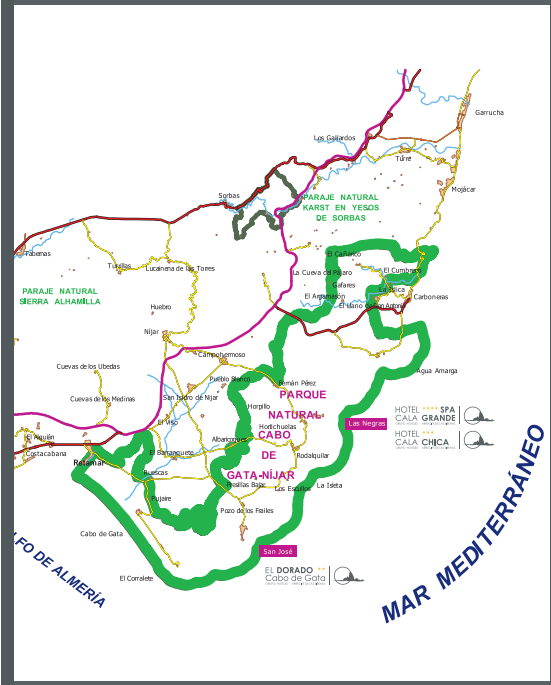 Garrucha
Los Gallardos
Turre
Mojácar
Sorbas
PARAJE NATURAL
KARST EN YESOS
DE SORBAS
Tabernas
Turrillas
Lucainena de las Torres
El Cañarico
La Cueva del Pájaro
El Cumbrero
Gafares
La Islica
El Argamasón
El Llano de Don Antonio
Carboneras
PARAJE NATURAL
SIERRA ALHAMILLA
Huebro
Níjar
Campohermoso
Agua Amarga
Cuevas de los Ubedas
Pueblo Blanco
Fernán Pérez
Cuevas de los Medinas
San Isidro de Níjar
Hornillo
PARQUE
NATURAL
CABO
DE
GATA-NÍJAR
Las Negras
HOTEL **** SPA
CALA GRANDE
HOTEL ***
CALA CHICA
El Viso
Hortichuelas
Albaricoques
El Alquián
Costacabana
Retamar
El Barranquete
Rodalquilar
Ruescas
Presillas Bajas
Los Escullos
La Isleta
Pujaire
Pozo de los Frailes
Cabo de Gata
San José
El Corralete
EL DORADO **
Cabo de Gata
LFO DE ALMERÍA
MAR MEDITERRÁNEO